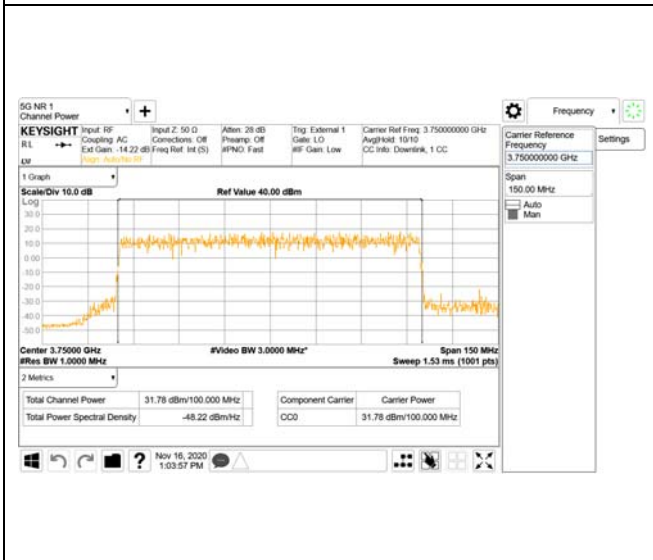 5G NR 1
Channel Power
Frequency
KEYSIGHT
RL
Input: RF
Coupling: AC
Ext Gain: -14.22 dB
Align: Auto/No RF
Input Z: 50 Ω
Corrections: Off
Freq Ref: Int (S)
Atten: 28 dB
Preamp: Off
#PNO: Fast
Trig: External 1
Gate: LO
#IF Gain: Low
Carrier Ref Freq: 3.750000000 GHz
Avg|Hold: 10/10
CC Info: Downlink, 1 CC
Carrier Reference
Frequency
3.750000000 GHz
Settings
Span
150.00 MHz
Auto
Man
1 Graph
Scale/Div 10.0 dB
Ref Value 40.00 dBm
Log
30.0
20.0
10.0
0.00
-10.0
-20.0
-30.0
-40.0
-50.0
Center 3.75000 GHz
#Video BW 3.0000 MHz*
Span 150 MHz
#Res BW 1.0000 MHz
Sweep 1.53 ms (1001 pts)
2 Metrics
Total Channel Power 31.78 dBm/100.000 MHz
Total Power Spectral Density -48.22 dBm/Hz
Component Carrier Carrier Power
CC0 31.78 dBm/100.000 MHz
?
Nov 16, 2020
1:03:57 PM